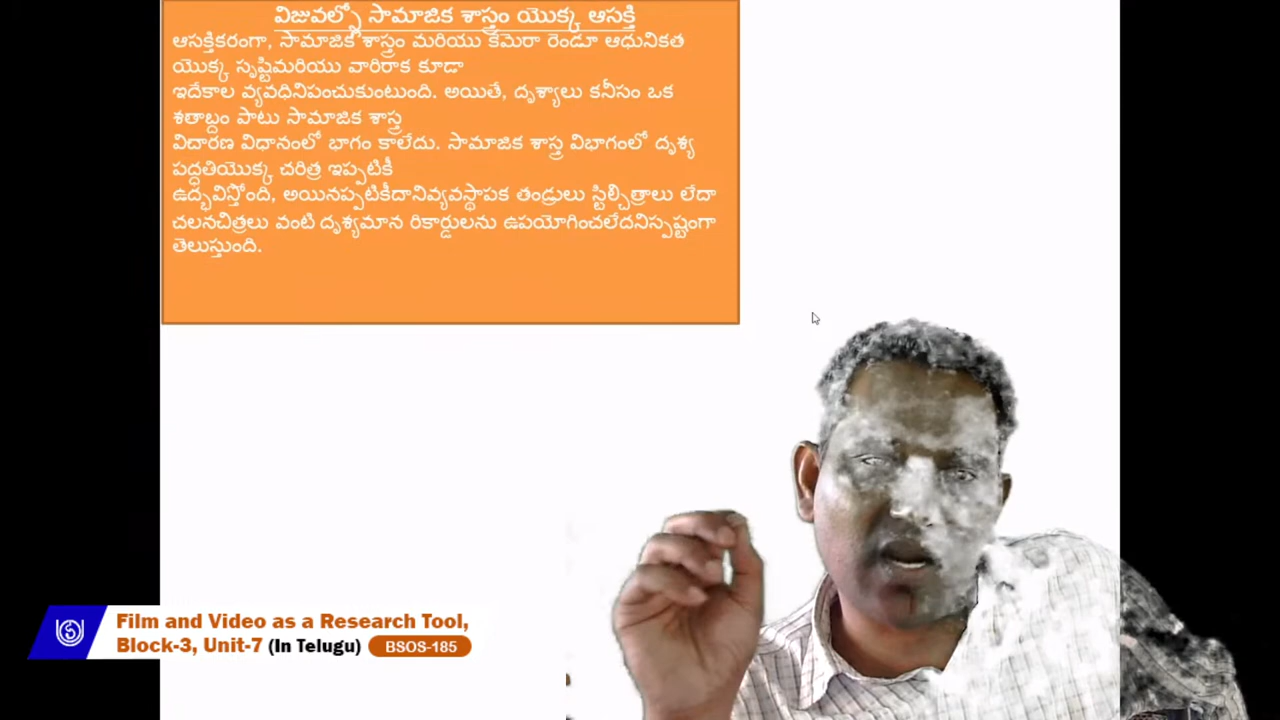 విజువల్స్లో సామాజిక శాస్త్రం యొక్క ఆసక్తి
ఆసక్తికరంగా, సామాజిక శాస్త్రం మరియు కెమెరా రెండూ ఆధునికత
యొక్క సృష్టిమరియు వారిరాక కూడా
ఇదేకాల వ్యవధినిపంచుకుంటుంది. అయితే, దృశ్యాలు కనీసం ఒక
శతాబ్దం పాటు సామాజిక శాస్త్ర
విచారణ విధానంలో భాగం కాలేదు. సామాజిక శాస్త్ర విభాగంలో దృశ్య
పద్ధతియొక్క చరిత్ర ఇప్పటికీ
ఉద్భవిస్తోంది, అయినప్పటికీదానివ్యవస్థాపక తండ్రులు స్టిల్చిత్రాలు లేదా
చలనచిత్రలు వంటి దృశ్యమాన రికార్డులను ఉపయోగించలేదనిస్పష్టంగా
తెలుస్తుంది.
Film and Video as a Research Tool,
Block-3, Unit-7 (In Telugu) BSOS-185